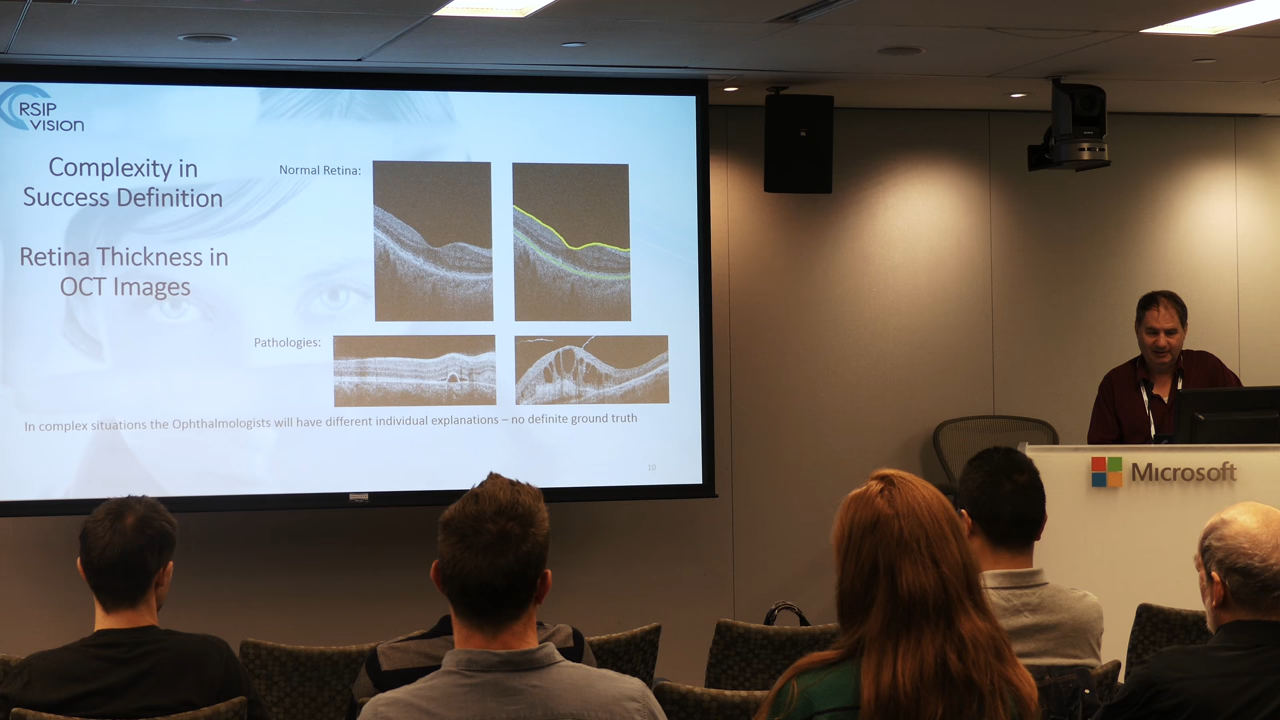 RSIP
VISION
Complexity in
Success Definition
Retina Thickness in
OCT Images
Normal Retina:
Pathologies:
In complex situations the Ophthalmologists will have different individual explanations – no definite ground truth
10
Microsoft